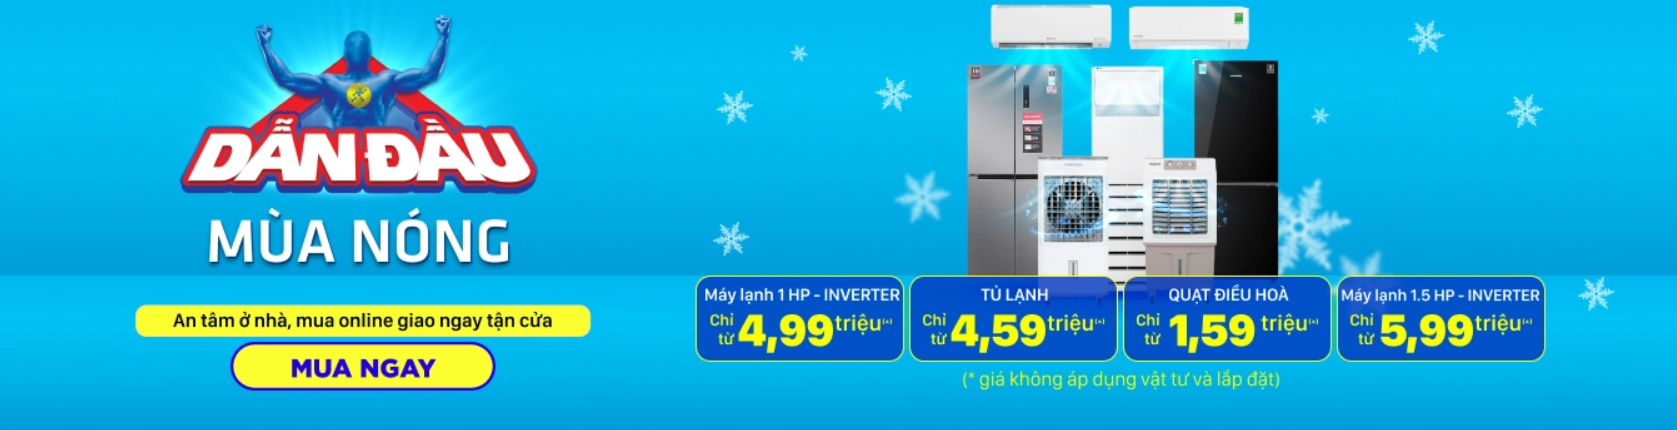 DẪN ĐẦU
MÙA NÓNG
An tâm ở nhà, mua online giao ngay tận cửa
MUA NGAY
Máy lạnh 1 HP - INVERTER
Chỉ từ 4,99 triệu(*)
TỦ LẠNH
Chỉ từ 4,59 triệu(*)
QUẠT ĐIỀU HOÀ
Chỉ từ 1,59 triệu(*)
Máy lạnh 1.5 HP - INVERTER
Chỉ từ 5,99 triệu(*)
(* giá không áp dụng vật tư và lắp đặt)